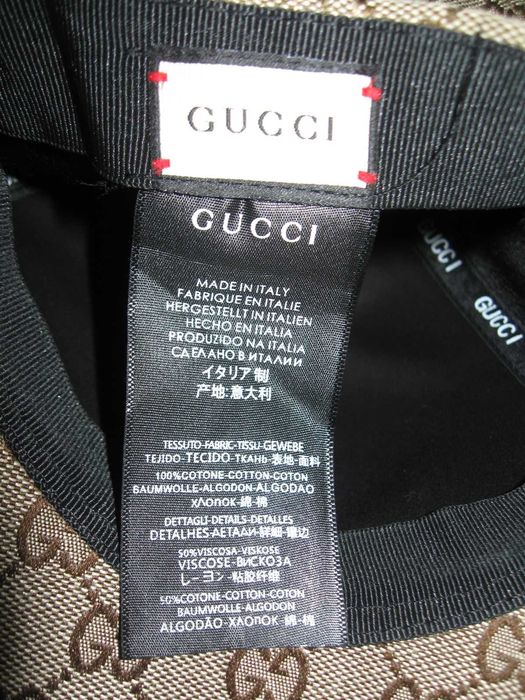 GUCCI
GUCCI
MADE IN ITALY
FABRIQUE EN ITALIE
HERGESTELLT IN ITALIEN
HECHO EN ITALIA
PRODUZIDO NA ITALIA
СДЕЛАНО В ИТАЛИИ
イタリア制
产地:意大利
TESSUTO-FABRIC-TISSU-GEWEBE
TEJIDO-TECIDO-ТКАНЬ-表地-面料
100%COTONE-COTTON-COTON
BAUMWOLLE-ALGODON-ALGODAO
ХЛОПОК-綿-棉
DETTAGLI-DETAILS-DETALLES
DETALHES-ДЕТАЛИ-詳細-镶边
50%VISCOSA-VISKOSE
VISCOSE-ВИСКОЗА
レーヨン-粘胶纤维
50%COTONE-COTTON-COTON
ALGODÃO-ХЛОПОК-綿-棉
GUCCI
GUCCI